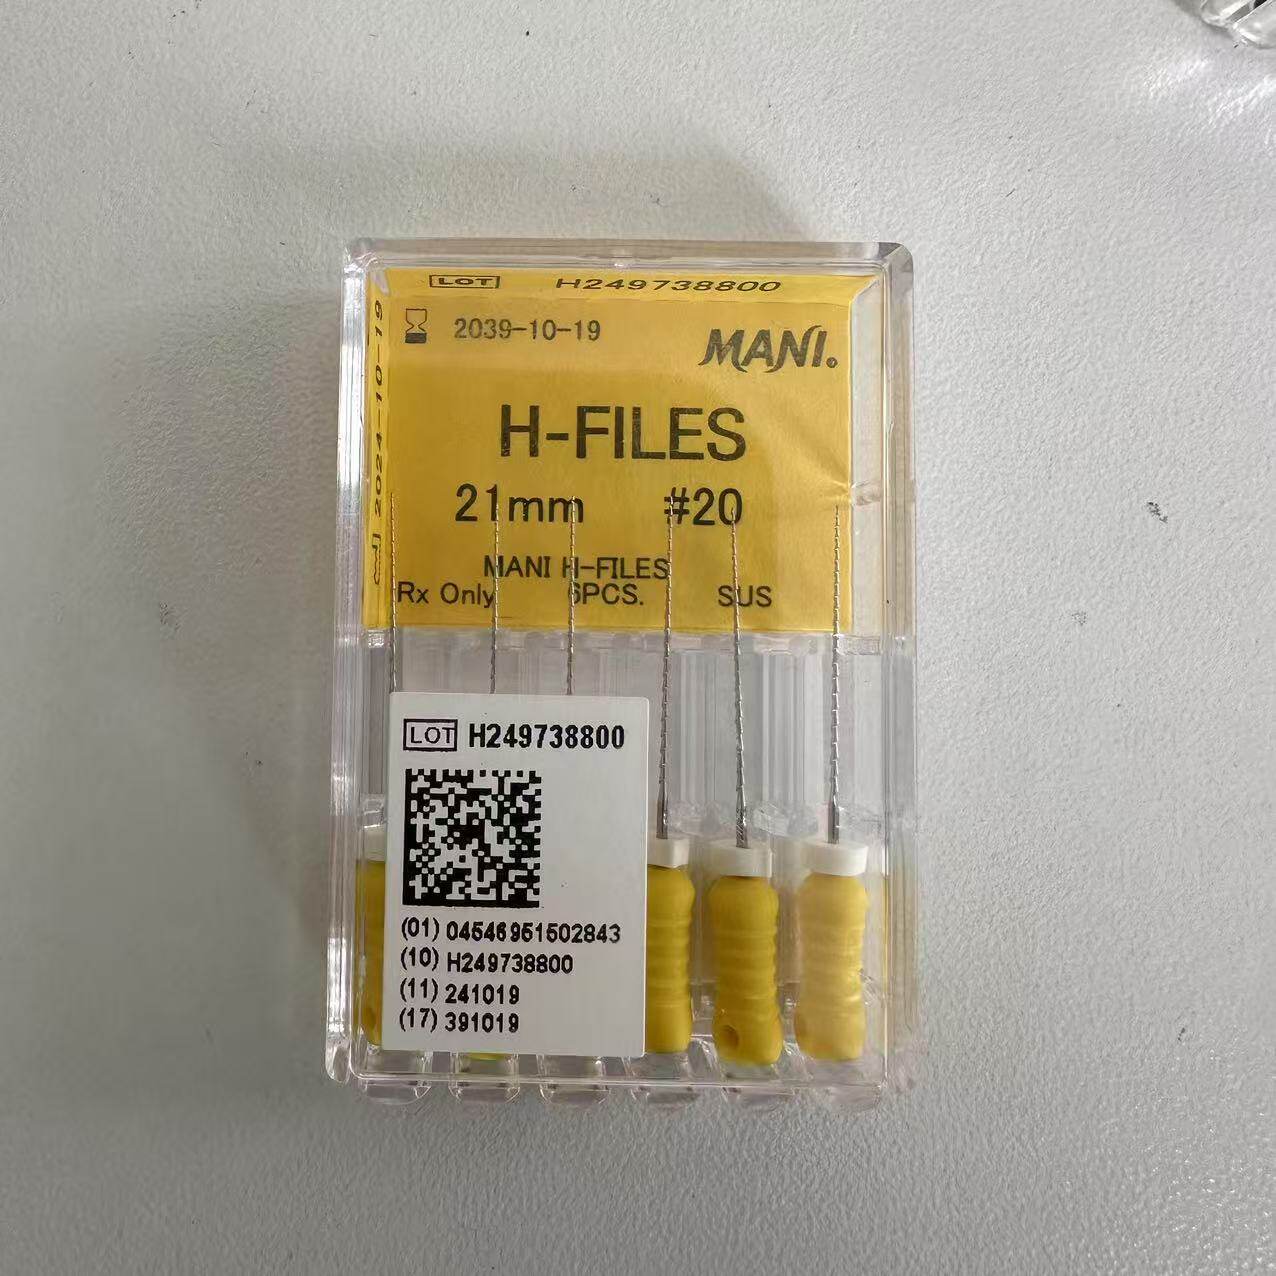 LOT H249738800
2039-10-19
MANI.
2024-10-19
H-FILES
21mm #20
MANI H-FILES
Rx Only 6PCS. SUS
LOT H249738800
(01) 04546951502843
(10) H249738800
(11) 241019
(17) 391019